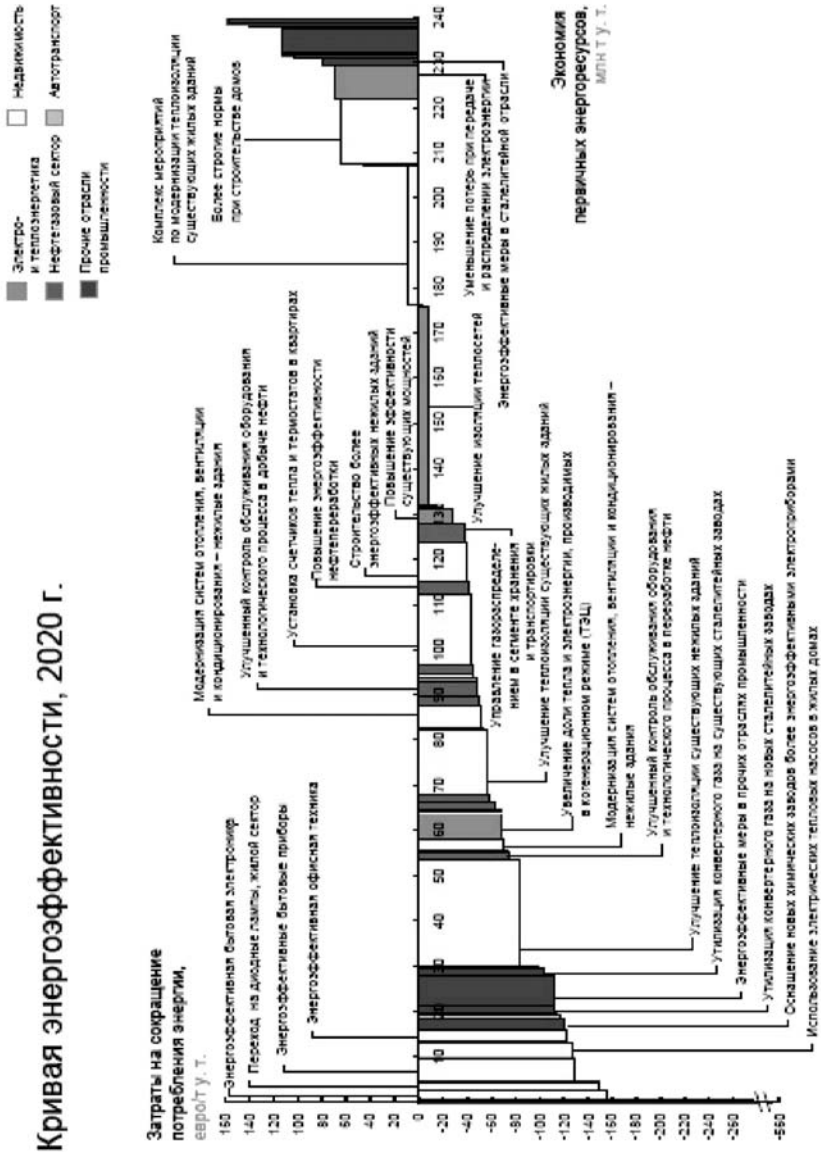 Кривая энергоэффективности, 2020 г.
Электро-
и теплоэнергетика
Нефтегазовый сектор
Прочие отрасли
промышленности
Недвижимость
Автотранспорт
Затраты на сокращение
потребления энергии,
евро/т у. т.
Энергоэффективная бытовая электроника
Переход на диодные лампы, жилой сектор
Энергоэффективные бытовые приборы
Энергоэффективная офисная техника
Модернизация систем отопления, вентиляции
и кондиционирования – нежилые здания
Улучшенный контроль обслуживания оборудования
и технологического процесса в добыче нефти
Установка счетчиков тепла и термостатов в квартирах
Повышение энергоэффективности
нефтепереработки
Строительство более
энергоэффективных нежилых зданий
Повышение эффективности
существующих мощностей
Комплекс мероприятий
по модернизации теплоизоляции
существующих жилых зданий
Более строгие нормы
при строительстве домов
160
140
120
100
80
60
40
20
0
-20
-40
-60
-80
-100
-120
-140
-160
-180
-200
-220
-240
-260
-560
10
20
30
40
50
60
70
80
90
100
110
120
130
140
150
160
170
180
190
200
210
220
230
240
Экономия
первичных энергоресурсов,
млн т у. т.
Уменьшение потерь при передаче
и распределении электроэнергии
Энергоэффективные меры в сталелитейной отрасли
Улучшение изоляции теплосетей
Управление газораспределе-
нием в сегменте хранения
и транспортировки
Улучшение теплоизоляции существующих жилых зданий
Увеличение доли тепла и электроэнергии, производимых
в когенерационном режиме (ТЭЦ)
Модернизация систем отопления, вентиляции и кондиционирования –
нежилые здания
Улучшенный контроль обслуживания оборудования
и технологического процесса в переработке нефти
Улучшение теплоизоляции существующих нежилых зданий
Утилизация конвертерного газа на существующих сталелитейных заводах
Энергоэффективные меры в прочих отраслях промышленности
Утилизация конвертерного газа на новых сталелитейных заводах
Оснащение новых химических заводов более энергоэффективными электроприборами
Использование электрических тепловых насосов в жилых домах